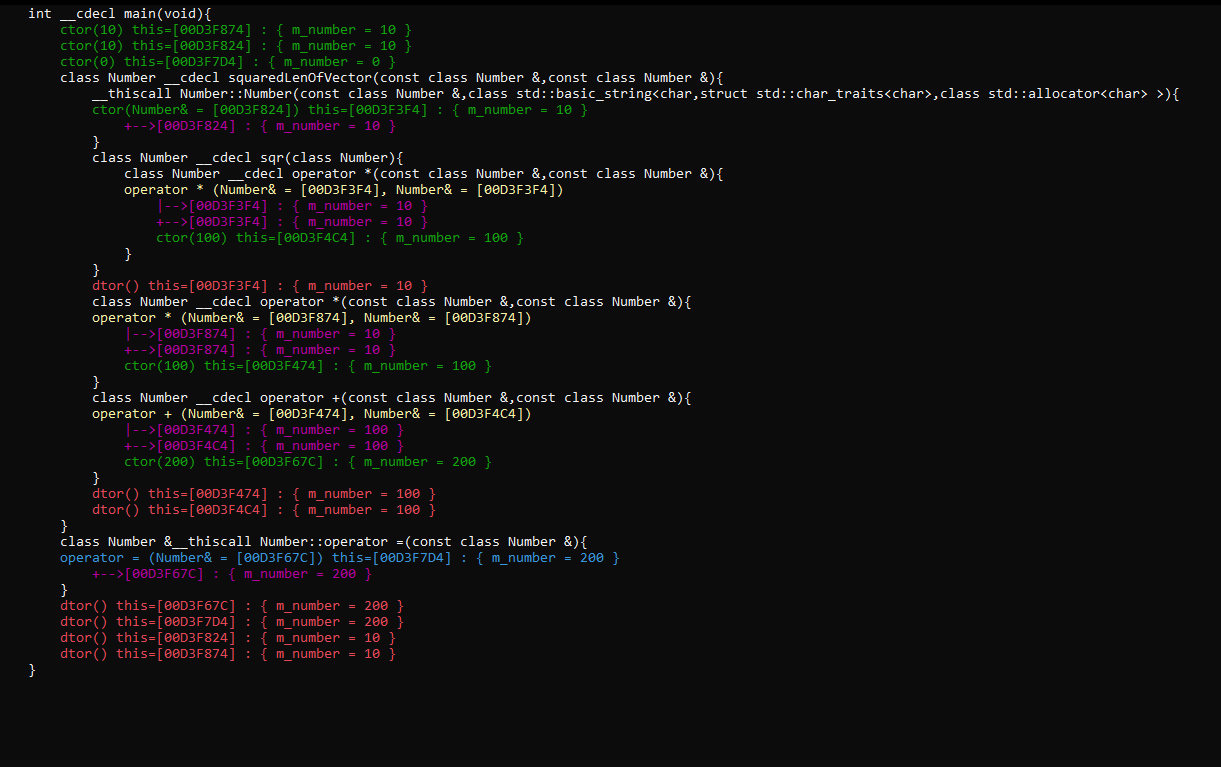 int __cdecl main(void){
    ctor(10) this=[00D3F874] : { m_number = 10 }
    ctor(10) this=[00D3F824] : { m_number = 10 }
    ctor(0) this=[00D3F7D4] : { m_number = 0 }
    class Number __cdecl squaredLenOfVector(const class Number &,const class Number &){
        __thiscall Number::Number(const class Number &,class std::basic_string<char,struct std::char_traits<char>,class std::allocator<char> >){
        ctor(Number& = [00D3F824]) this=[00D3F3F4] : { m_number = 10 }
            +-->[00D3F824] : { m_number = 10 }
        }
        class Number __cdecl sqr(class Number){
            class Number __cdecl operator *(const class Number &,const class Number &){
            operator * (Number& = [00D3F3F4], Number& = [00D3F3F4])
                |-->[00D3F3F4] : { m_number = 10 }
                +-->[00D3F3F4] : { m_number = 10 }
                ctor(100) this=[00D3F4C4] : { m_number = 100 }
            }
        }
        dtor() this=[00D3F3F4] : { m_number = 10 }
        class Number __cdecl operator *(const class Number &,const class Number &){
        operator * (Number& = [00D3F874], Number& = [00D3F874])
            |-->[00D3F874] : { m_number = 10 }
            +-->[00D3F874] : { m_number = 10 }
            ctor(100) this=[00D3F474] : { m_number = 100 }
        }
        class Number __cdecl operator +(const class Number &,const class Number &){
        operator + (Number& = [00D3F474], Number& = [00D3F4C4])
            |-->[00D3F474] : { m_number = 100 }
            +-->[00D3F4C4] : { m_number = 100 }
            ctor(200) this=[00D3F67C] : { m_number = 200 }
        }
        dtor() this=[00D3F474] : { m_number = 100 }
        dtor() this=[00D3F4C4] : { m_number = 100 }
    }
    class Number &__thiscall Number::operator =(const class Number &){
    operator = (Number& = [00D3F67C]) this=[00D3F7D4] : { m_number = 200 }
        +-->[00D3F67C] : { m_number = 200 }
    }
    dtor() this=[00D3F67C] : { m_number = 200 }
    dtor() this=[00D3F7D4] : { m_number = 200 }
    dtor() this=[00D3F824] : { m_number = 10 }
    dtor() this=[00D3F874] : { m_number = 10 }
}